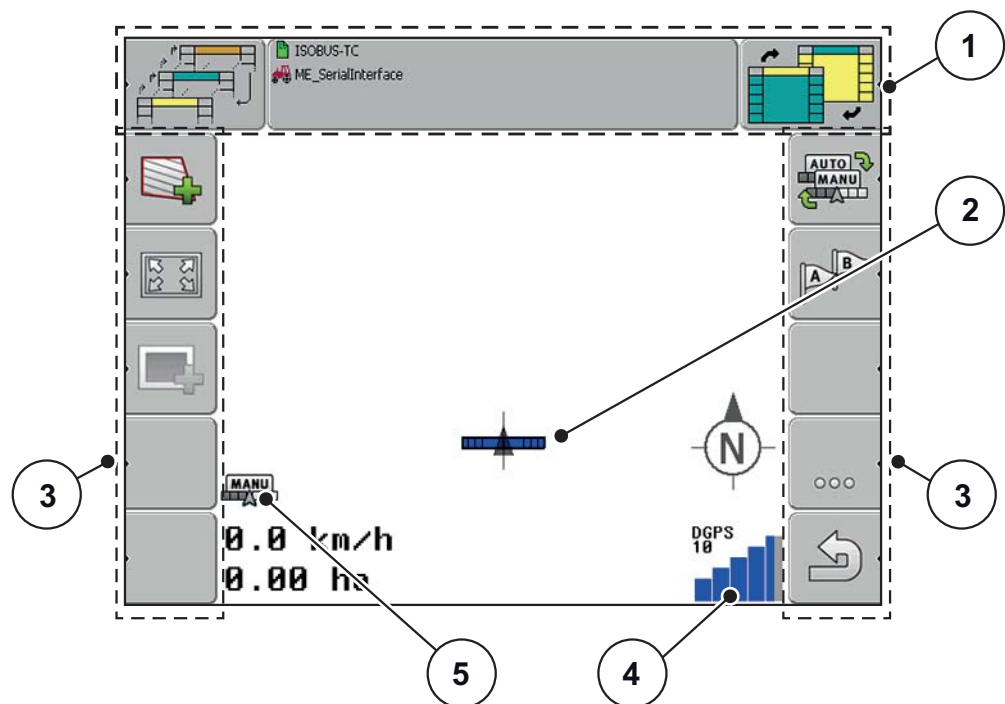 1
ISOBUS-TC
ME_SerialInterface
AUTO
MANU
2
A B
N
3
MANU
3
0.0 km/h
DGPS
10
0.00 ha
5
4